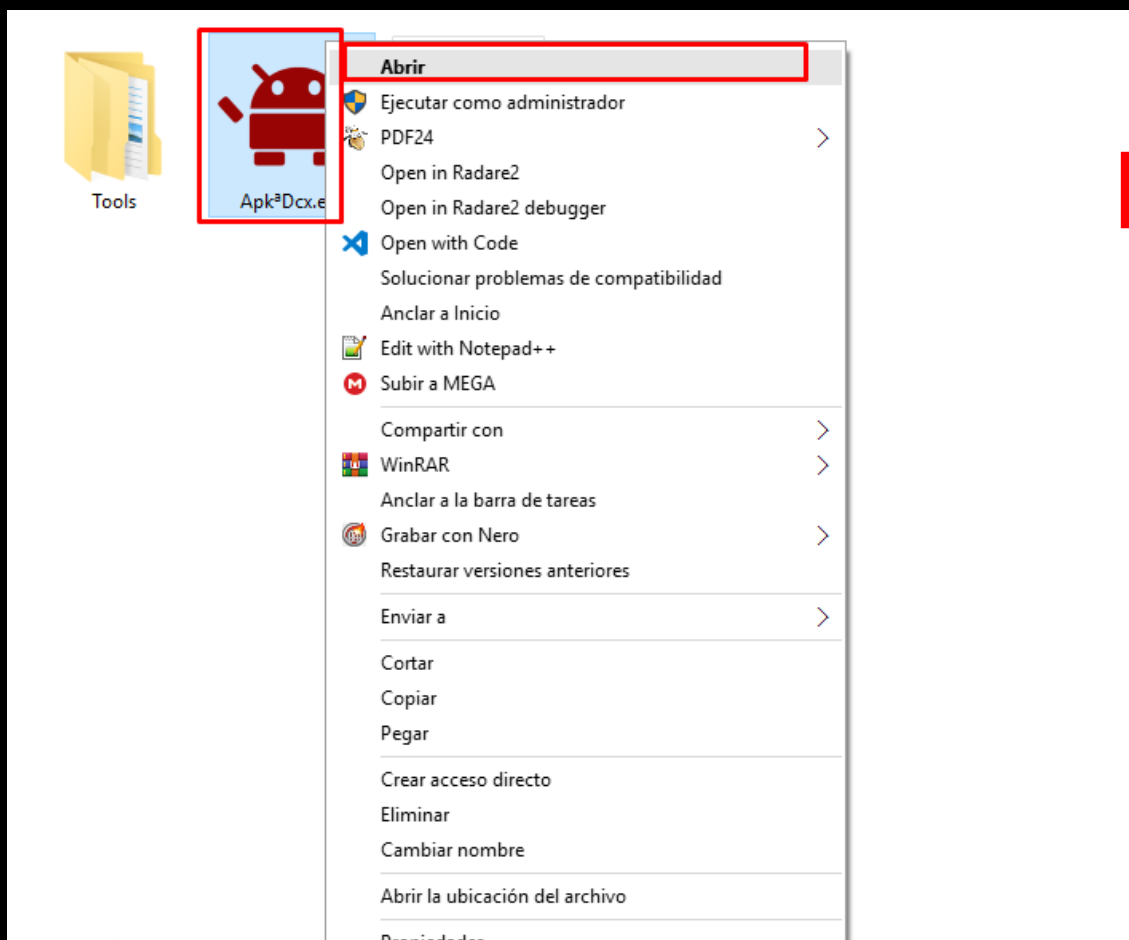 Tools
Apk³Dcx.e
Abrir
Ejecutar como administrador
PDF24
Open in Radare2
Open in Radare2 debugger
Open with Code
Solucionar problemas de compatibilidad
Anclar a Inicio
Edit with Notepad++
Subir a MEGA
Compartir con
WinRAR
Anclar a la barra de tareas
Grabar con Nero
Restaurar versiones anteriores
Enviar a
Cortar
Copiar
Pegar
Crear acceso directo
Eliminar
Cambiar nombre
Abrir la ubicación del archivo
Propiedades